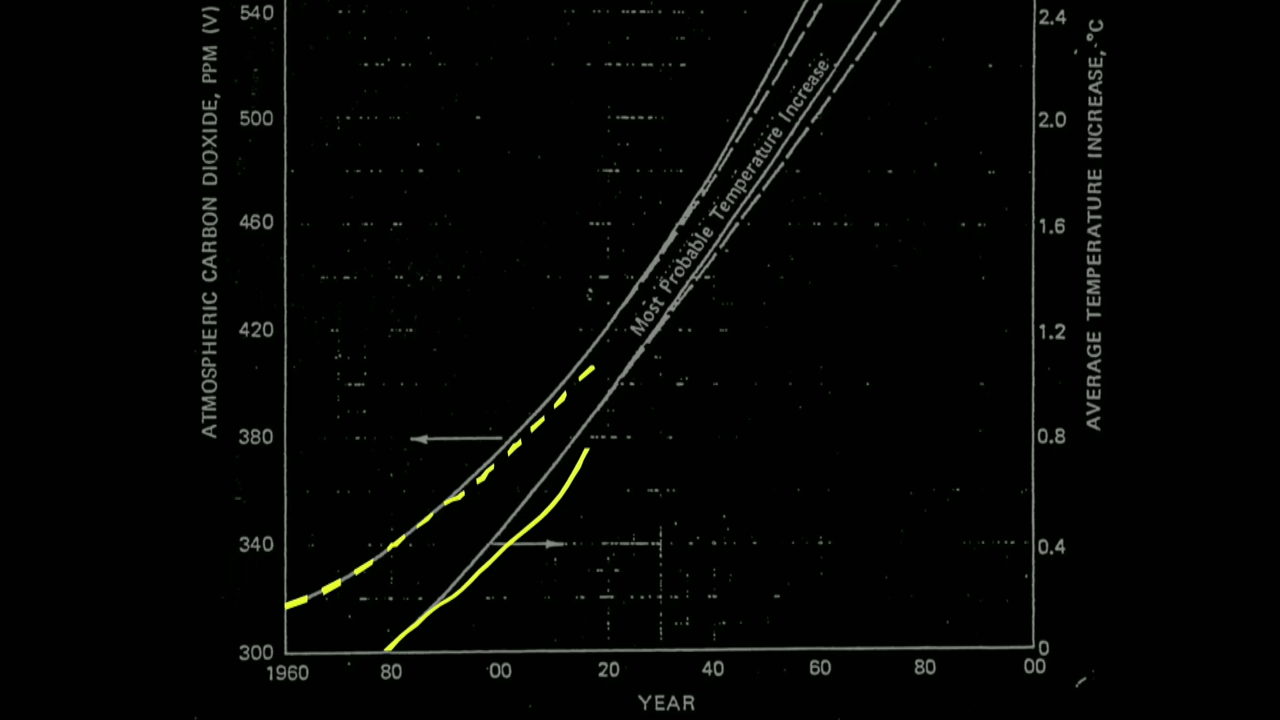 ATMOSPHERIC CARBON DIOXIDE, PPM (V)
540
500
460
420
380
340
300
Most Probable Temperature Increase
2.4
2.0
1.6
1.2
0.8
0.4
0
AVERAGE TEMPERATURE INCREASE, °C
1960 80 00 20 40 60 80 00
YEAR